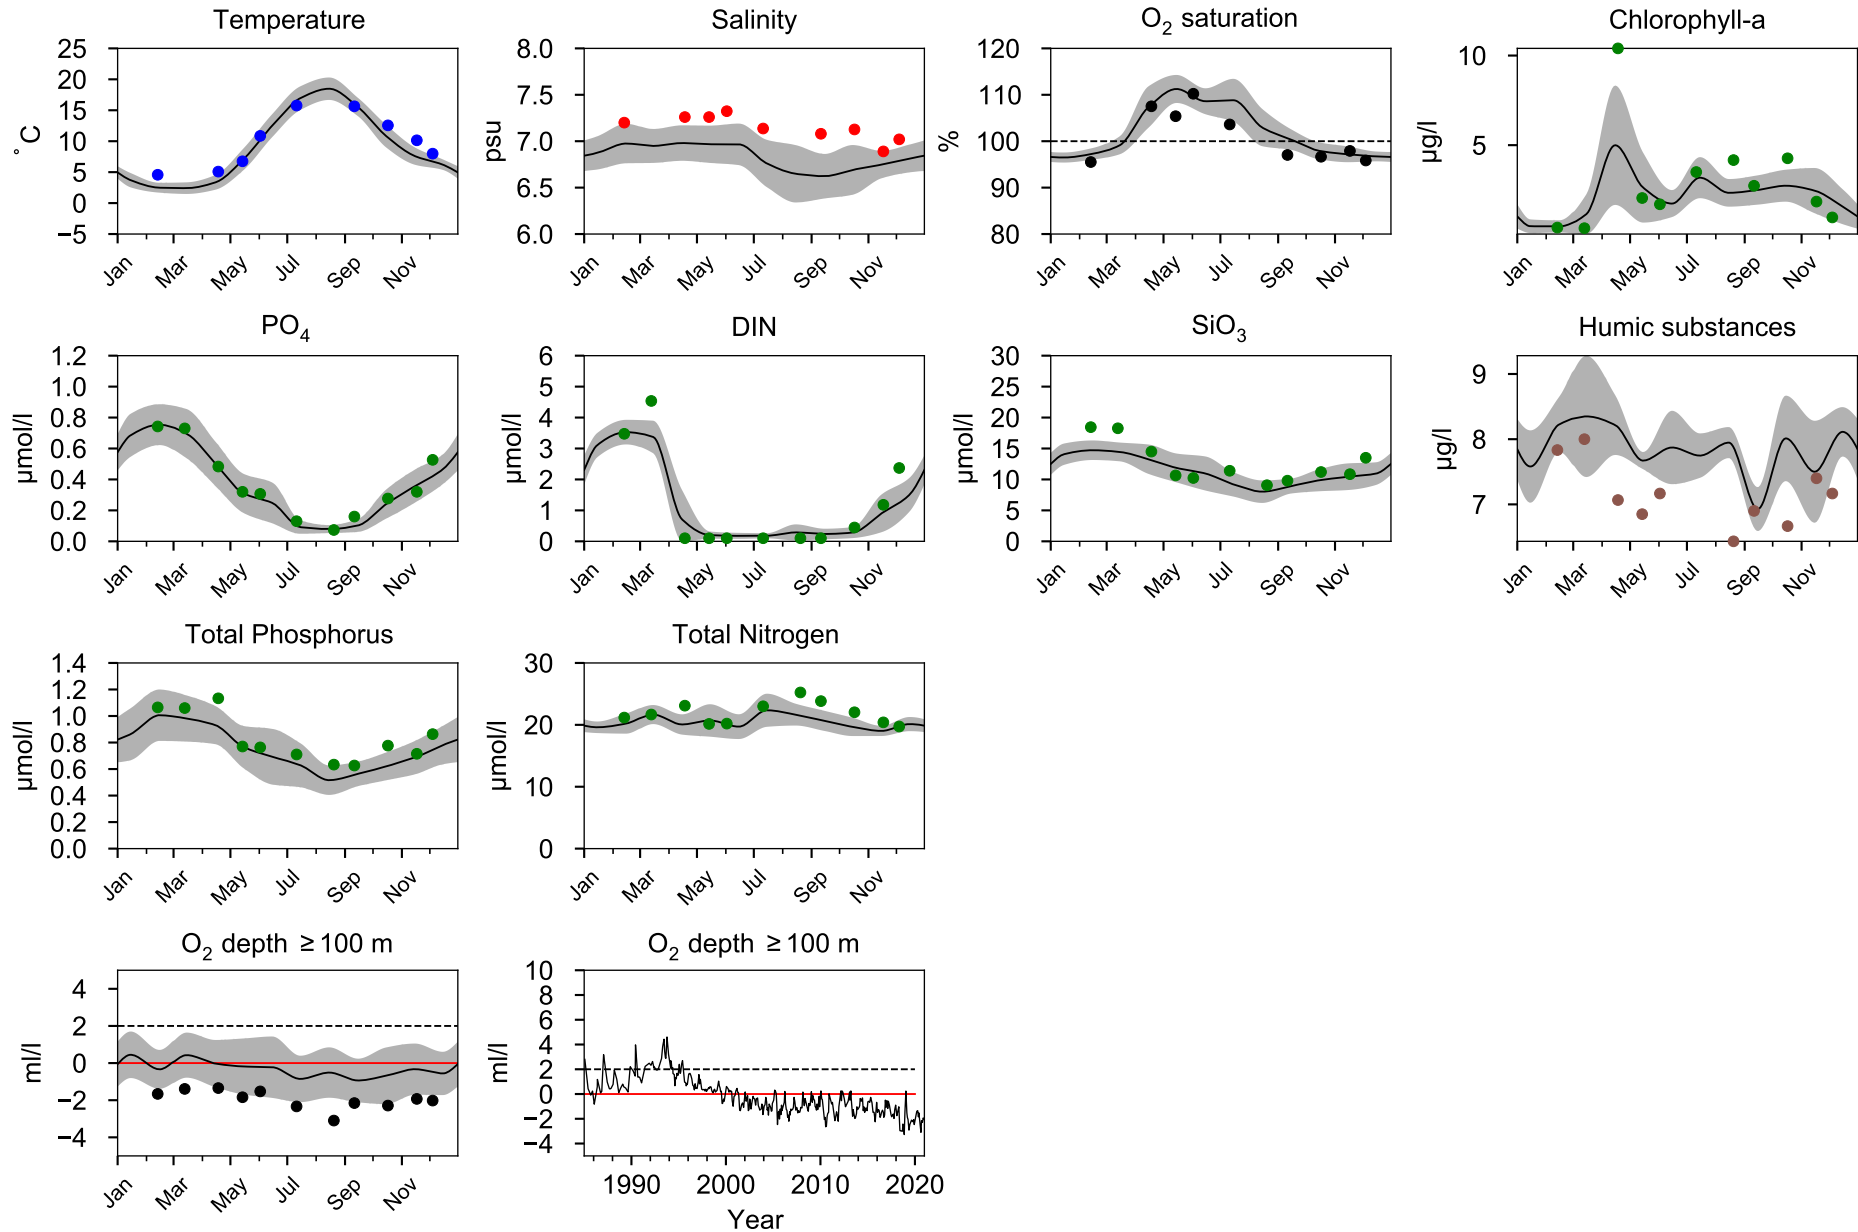 Temperature
25
20
15
10
5
0
−5
°C
Jan Mar May Jul Sep Nov
Salinity
8.0
7.5
7.0
6.5
6.0
psu
Jan Mar May Jul Sep Nov
O2 saturation
120
110
100
90
80
%
Jan Mar May Jul Sep Nov
Chlorophyll-a
10
5
µg/l
Jan Mar May Jul Sep Nov
PO4
1.2
1.0
0.8
0.6
0.4
0.2
0.0
µmol/l
Jan Mar May Jul Sep Nov
DIN
6
5
4
3
2
1
0
µmol/l
Jan Mar May Jul Sep Nov
SiO3
30
25
20
15
10
5
0
µmol/l
Jan Mar May Jul Sep Nov
Humic substances
9
8
7
µg/l
Jan Mar May Jul Sep Nov
Total Phosphorus
1.4
1.2
1.0
0.8
0.6
0.4
0.2
0.0
µmol/l
Jan Mar May Jul Sep Nov
Total Nitrogen
30
20
10
0
µmol/l
Jan Mar May Jul Sep Nov
O2 depth ≥ 100 m
4
2
0
−2
−4
ml/l
Jan Mar May Jul Sep Nov
O2 depth ≥ 100 m
10
8
6
4
2
0
−2
−4
ml/l
1990 2000 2010 2020
Year